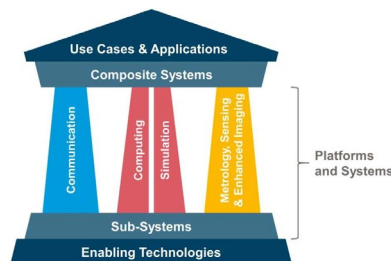 Use Cases & Applications
Composite Systems
Communication
Computing
Simulation
Metrology, Sensing
& Enhanced Imaging
Platforms
and Systems
Sub-Systems
Enabling Technologies